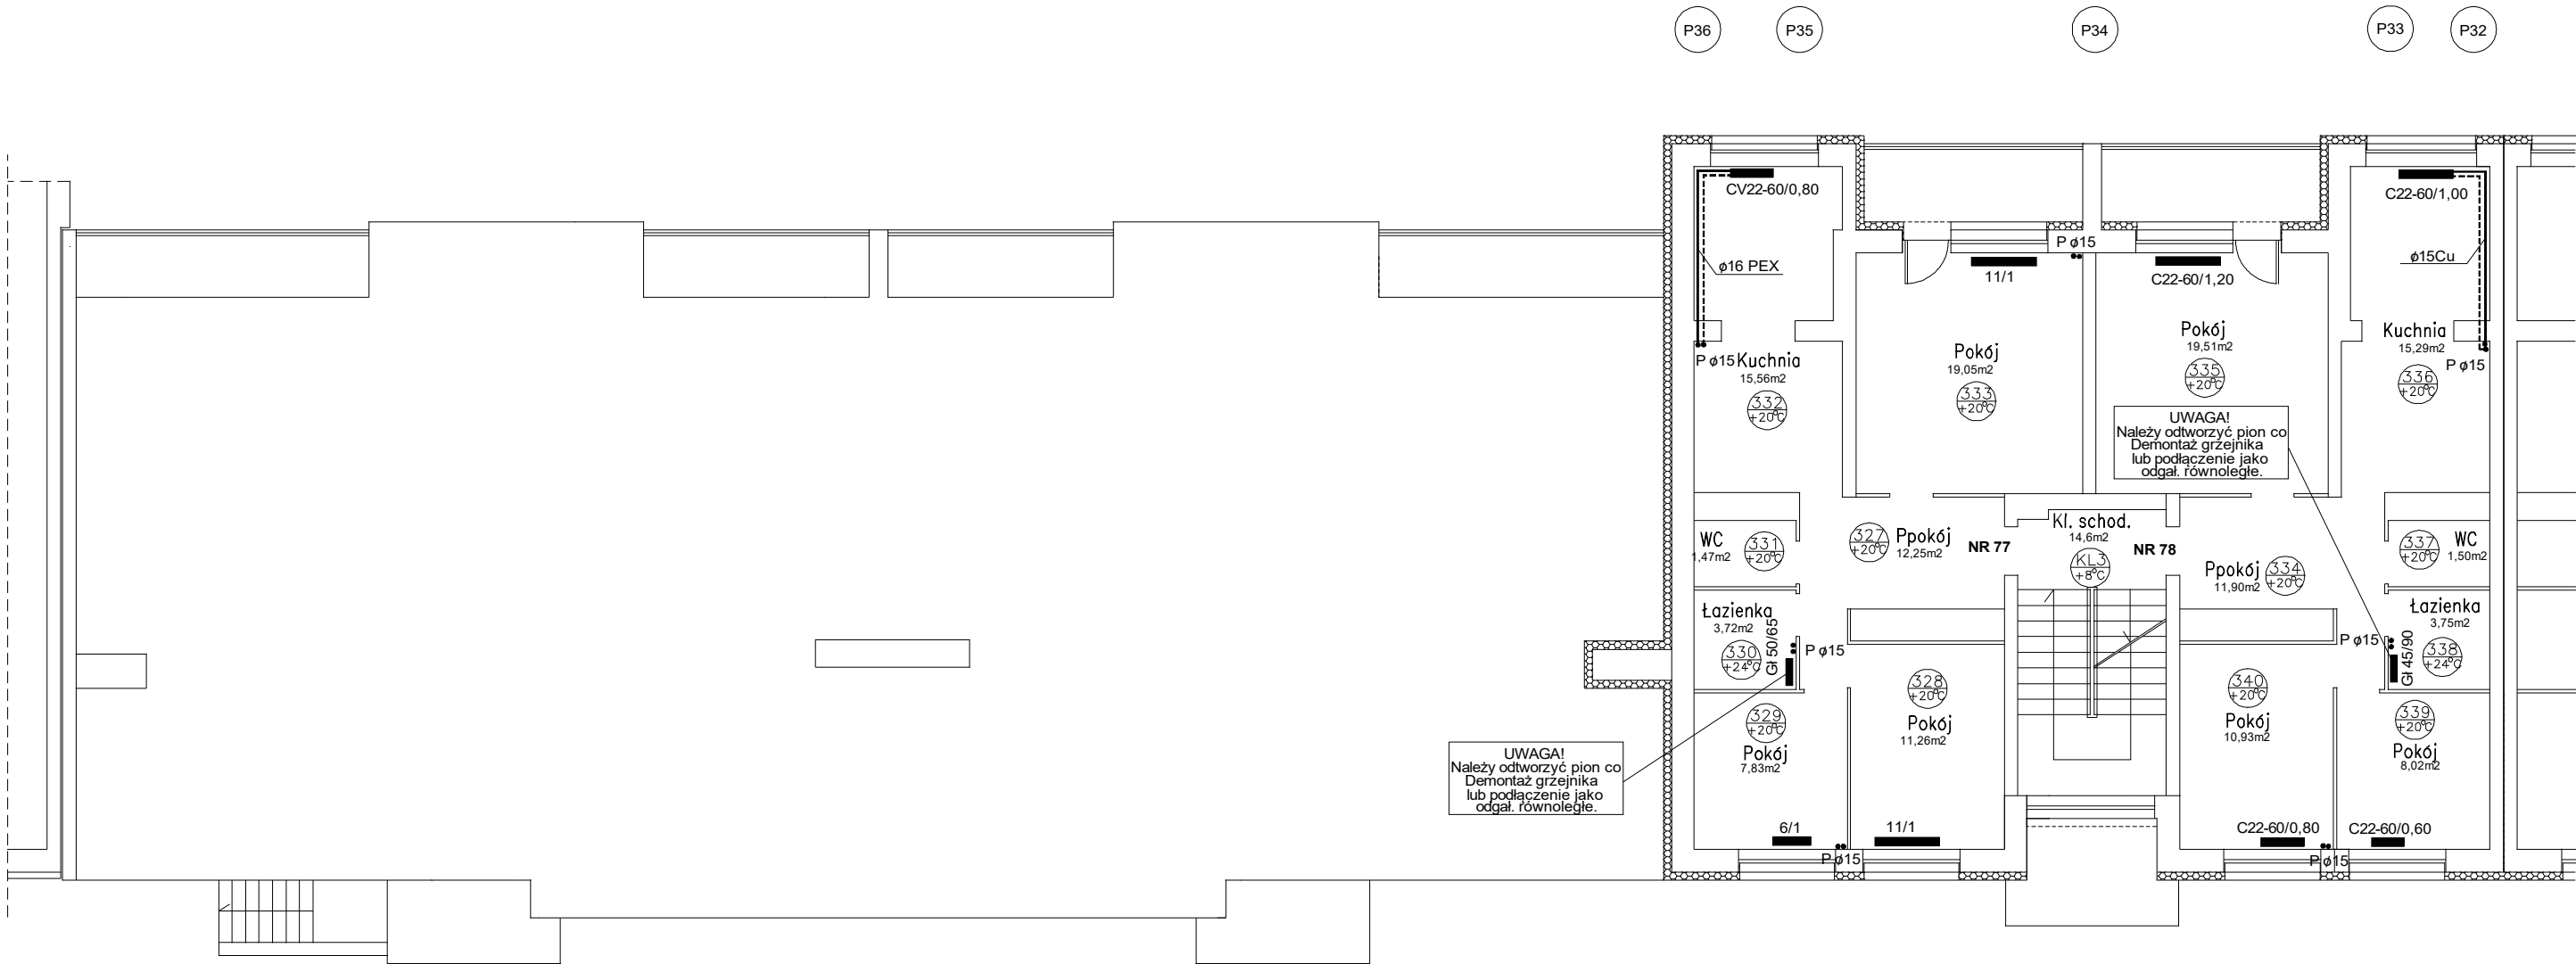 P36
P35
P34
P33
P32
CV22-60/0,80
C22-60/1,00
P ø15
ø16 PEX
11/1
C22-60/1,20
ø15Cu
P ø15
Kuchnia
15,56m2
332
+20°C
Pokój
19,05m2
333
+20°C
Pokój
19,51m2
335
+20°C
Kuchnia
15,29m2
P ø15
336
+20°C
UWAGA!
Należy odtworzyć pion co
Demontaż grzejnika
lub podłączenie jako
odgał. równoległe.
WC
1,47m2
331
+20°C
327
+20°C
Ppokój
12,25m2
NR 77
Kl. schod.
14,6m2
KL3
+8°C
NR 78
Ppokój
11,90m2
334
+20°C
337
+20°C
WC
1,50m2
Łazienka
3,72m2
330
+24°C
Gł 50/65
P ø15
P ø15
Gł 45/90
Łazienka
3,75m2
338
+24°C
328
+20°C
Pokój
11,26m2
340
+20°C
Pokój
10,93m2
329
+20°C
Pokój
7,83m2
339
+20°C
Pokój
8,02m2
UWAGA!
Należy odtworzyć pion co
Demontaż grzejnika
lub podłączenie jako
odgał. równoległe.
6/1
11/1
C22-60/0,80
C22-60/0,60
P ø15
P ø15